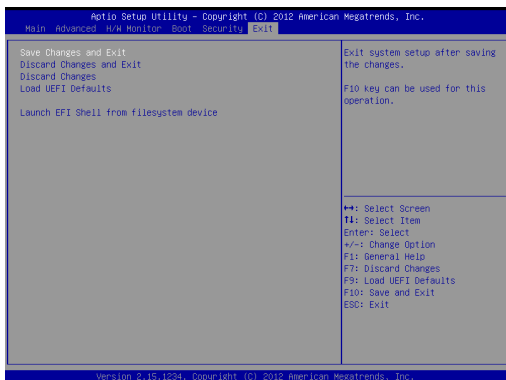 Aptio Setup Utility – Copyright (C) 2012 American Megatrends, Inc.
Main Advanced H/W Monitor Boot Security Exit
Save Changes and Exit
Discard Changes and Exit
Discard Changes
Load UEFI Defaults
Launch EFI Shell from filesystem device
Exit system setup after saving
the changes.
F10 key can be used for this
operation.
↔: Select Screen
↑↓: Select Item
Enter: Select
+/-: Change Option
F1: General Help
F7: Discard Changes
F9: Load UEFI Defaults
F10: Save and Exit
ESC: Exit
Version 2.15.1234. Copyright (C) 2012 American Megatrends, Inc.